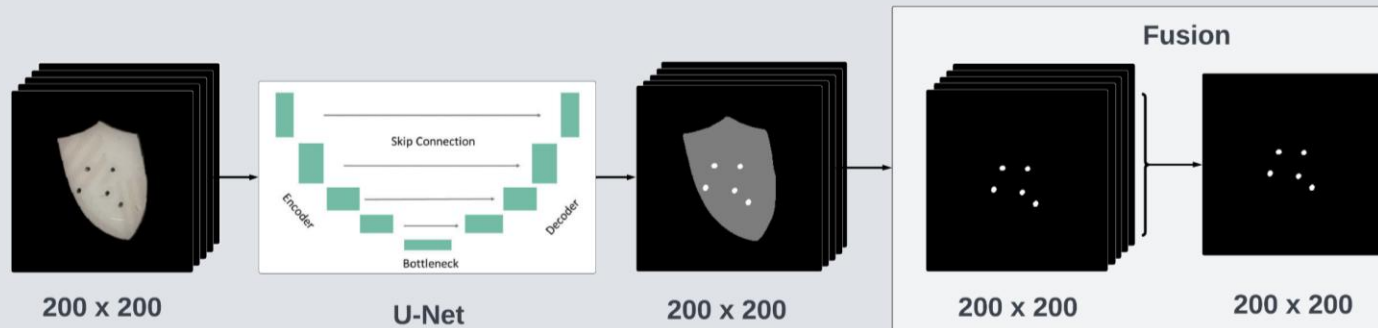 Fusion
Skip Connection
Encoder
Decoder
Bottleneck
200 x 200
U-Net
200 x 200
200 x 200
200 x 200